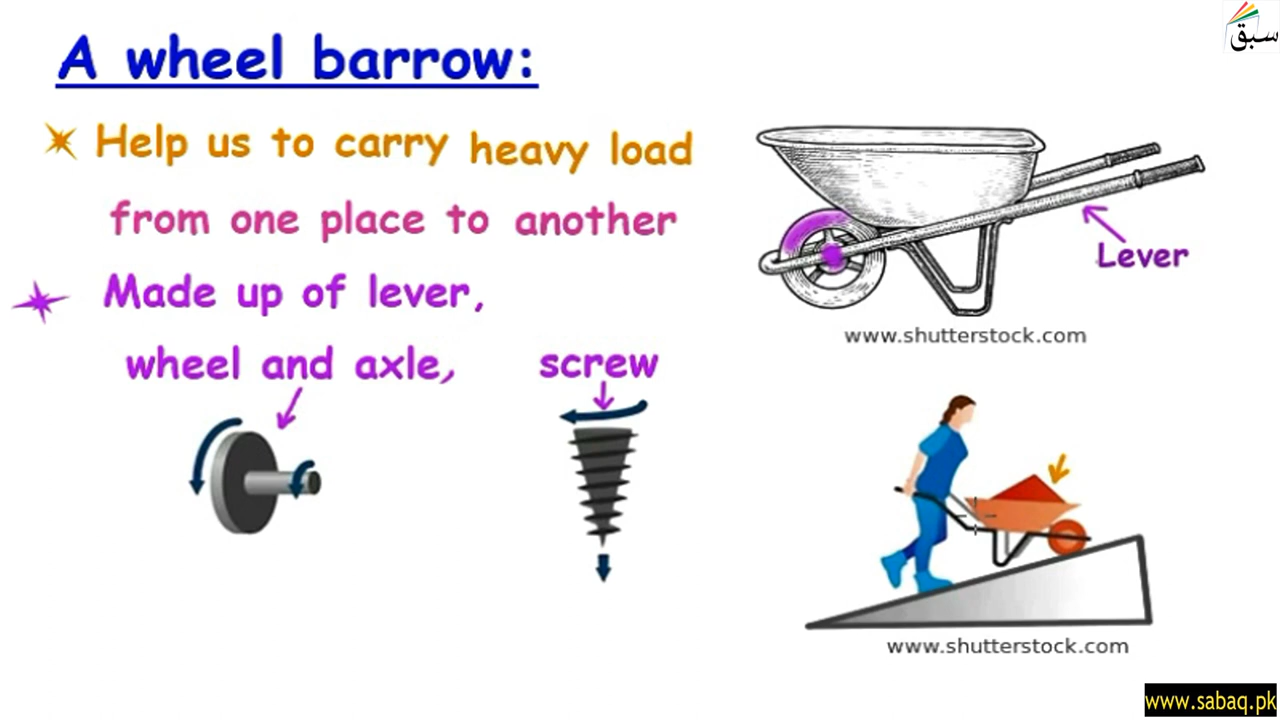 A wheel barrow:
Help us to carry heavy load
from one place to another
Made up of lever,
wheel and axle, screw
Lever
www.shutterstock.com
www.shutterstock.com
سبق
www.sabaq.pk